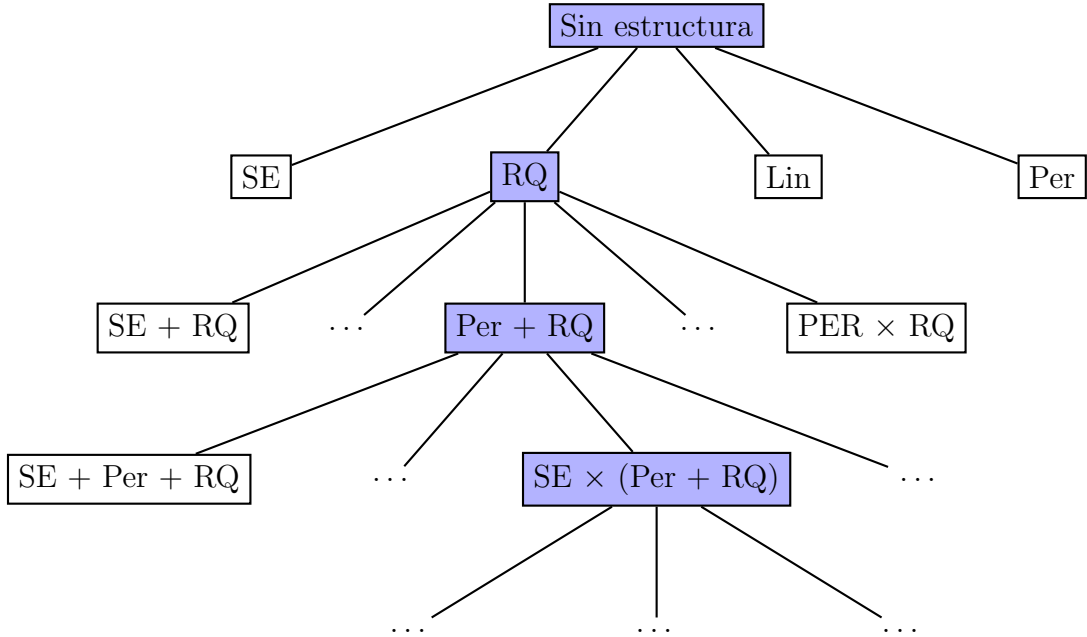 Sin estructura
SE
RQ
Lin
Per
SE + RQ
...
Per + RQ
...
PER × RQ
SE + Per + RQ
...
SE × (Per + RQ)
...
...
...
...